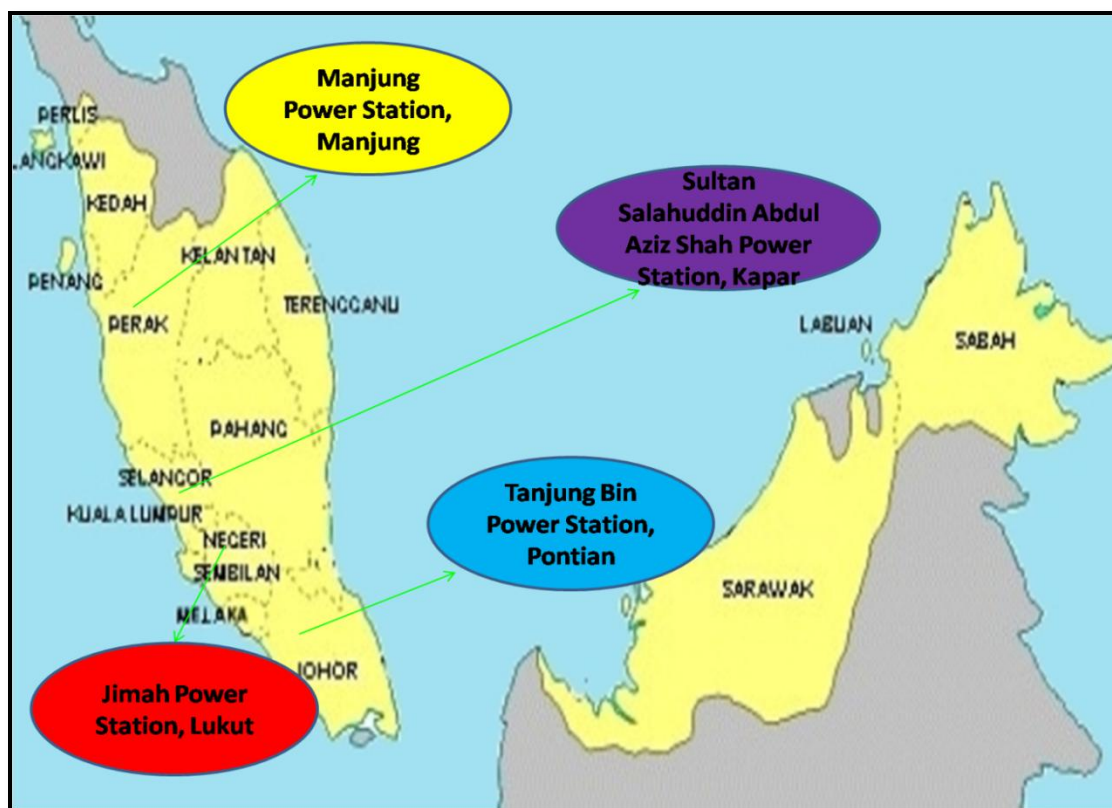 Manjung
Power Station,
Manjung
PERLIS
LANGKAWI
KEDAH
Sultan
Salahuddin Abdul
Aziz Shah Power
Station, Kapar
KELANTAN
PENANG
TERENGGANU
PERAK
LABUAN
SABAH
PAHANG
SELANGOR
KUALA LUMPUR
Tanjung Bin
Power Station,
Pontian
NEGERI
SEMBILAN
SARAWAK
MELAKA
JOHOR
Jimah Power
Station, Lukut